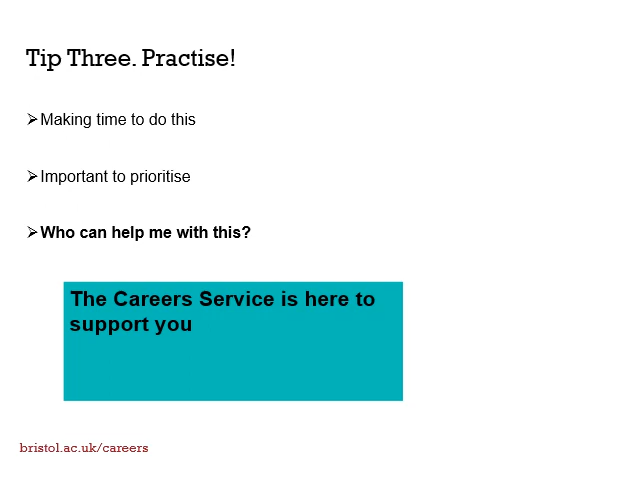 Tip Three. Practise!
➢Making time to do this
➢Important to prioritise
➢Who can help me with this?
The Careers Service is here to
support you
bristol.ac.uk/careers